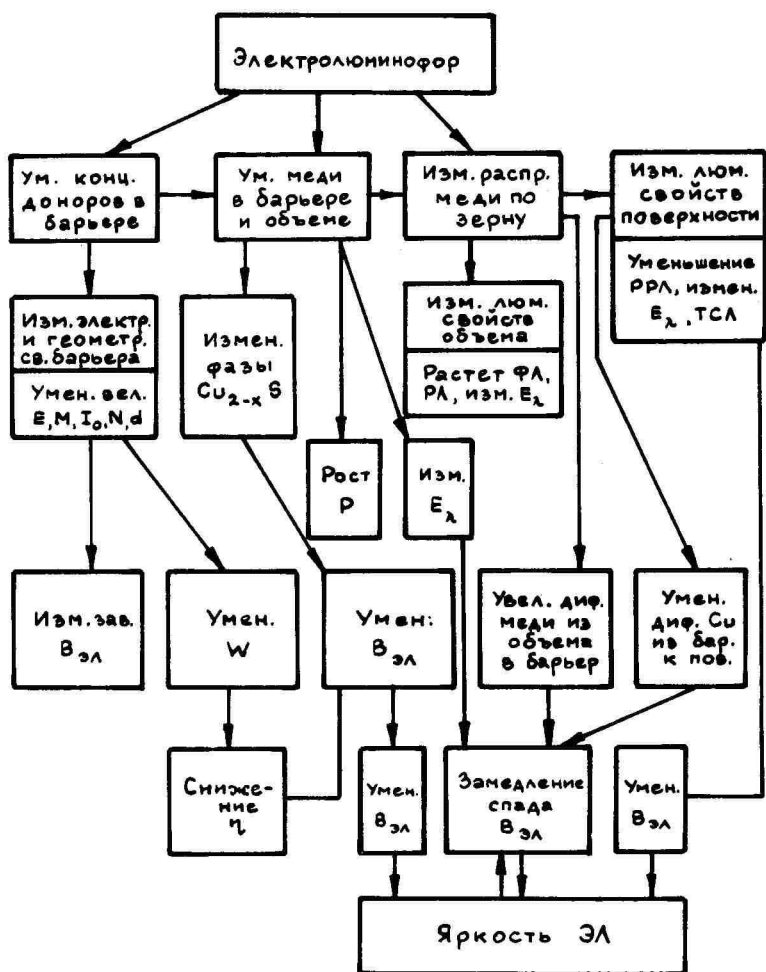 Электролюминофор
Ум. конц.
доноров в
барьере
Ум. меди
в барьере
и объеме
Изм. распр.
меди по
зерну
Изм. люм.
свойств
поверхности
Уменьшение
РРЛ, измен.
Eλ, ТСЛ
Изм. электр.
и геометр.
св. барьера
Умен. вел.
E, M, I₀, N, d
Измен.
фазы
Cu₂₋ₓ S
Изм. люм.
свойств
объема
Растет ФЛ,
РЛ, изм. Eλ
Рост
P
Изм.
Eλ
Изм. зав.
Bэл
Умен.
W
Умен:
Bэл
Увел. диф.
меди из
объема
в барьер
Умен.
диф. Cu
из бар.
к пов.
Сниже-
ние
η
Умен.
Bэл
Замедление
спада
Bэл
Умен.
Bэл
Яркость ЭЛ